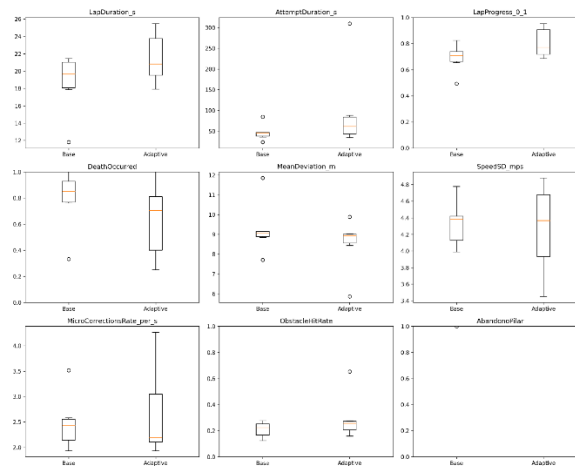 LapDuration_s
AttemptDuration_s
LapProgress_0_1
26
24
22
20
18
16
14
12
Base
Adaptive
300
250
200
150
100
50
Base
Adaptive
1.0
0.8
0.6
0.4
0.2
0.0
Base
Adaptive
DeathOccurred
MeanDeviation_m
SpeedSD_mps
1.0
0.8
0.6
0.4
0.2
0.0
Base
Adaptive
12
11
10
9
8
7
6
Base
Adaptive
4.8
4.6
4.4
4.2
4.0
3.8
3.6
3.4
Base
Adaptive
MicroCorrectionsRate_per_s
ObstacleHitRate
AbandonoPilar
4.0
3.5
3.0
2.5
2.0
Base
Adaptive
1.0
0.8
0.6
0.4
0.2
0.0
Base
Adaptive
1.0
0.8
0.6
0.4
0.2
0.0
Base
Adaptive